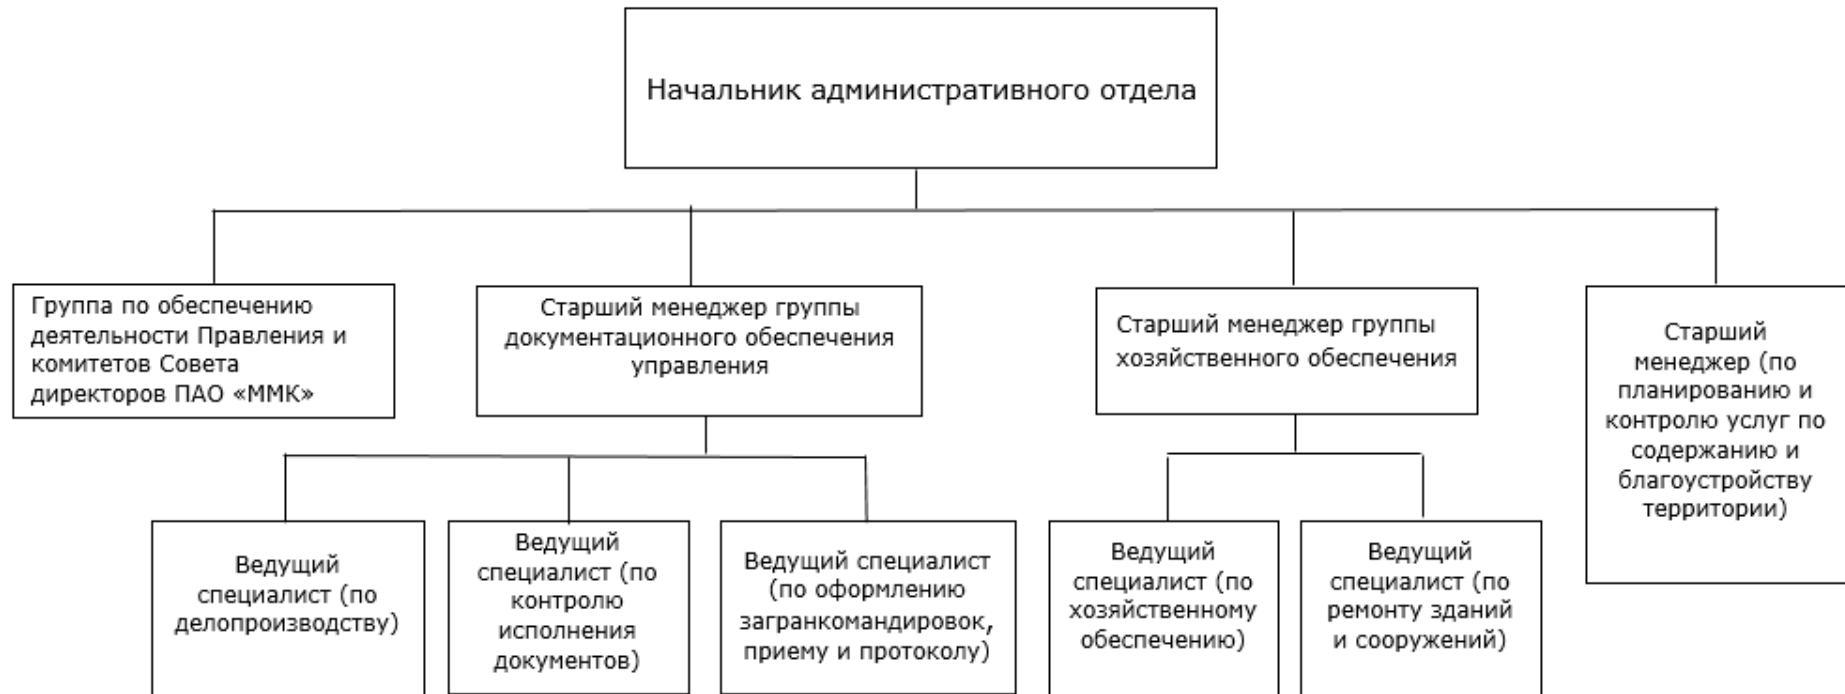 Начальник административного отдела
Группа по обеспечению
деятельности Правления и
комитетов Совета
директоров ПАО «ММК»
Старший менеджер группы
документационного обеспечения
управления
Старший менеджер группы
хозяйственного обеспечения
Старший
менеджер (по
планированию и
контролю услуг по
содержанию и
благоустройству
территории)
Ведущий
специалист (по
делопроизводству)
Ведущий
специалист (по
контролю
исполнения
документов)
Ведущий специалист
(по оформлению
загранкомандировок,
приему и протоколу)
Ведущий
специалист (по
хозяйственному
обеспечению)
Ведущий
специалист (по
ремонту зданий
и сооружений)